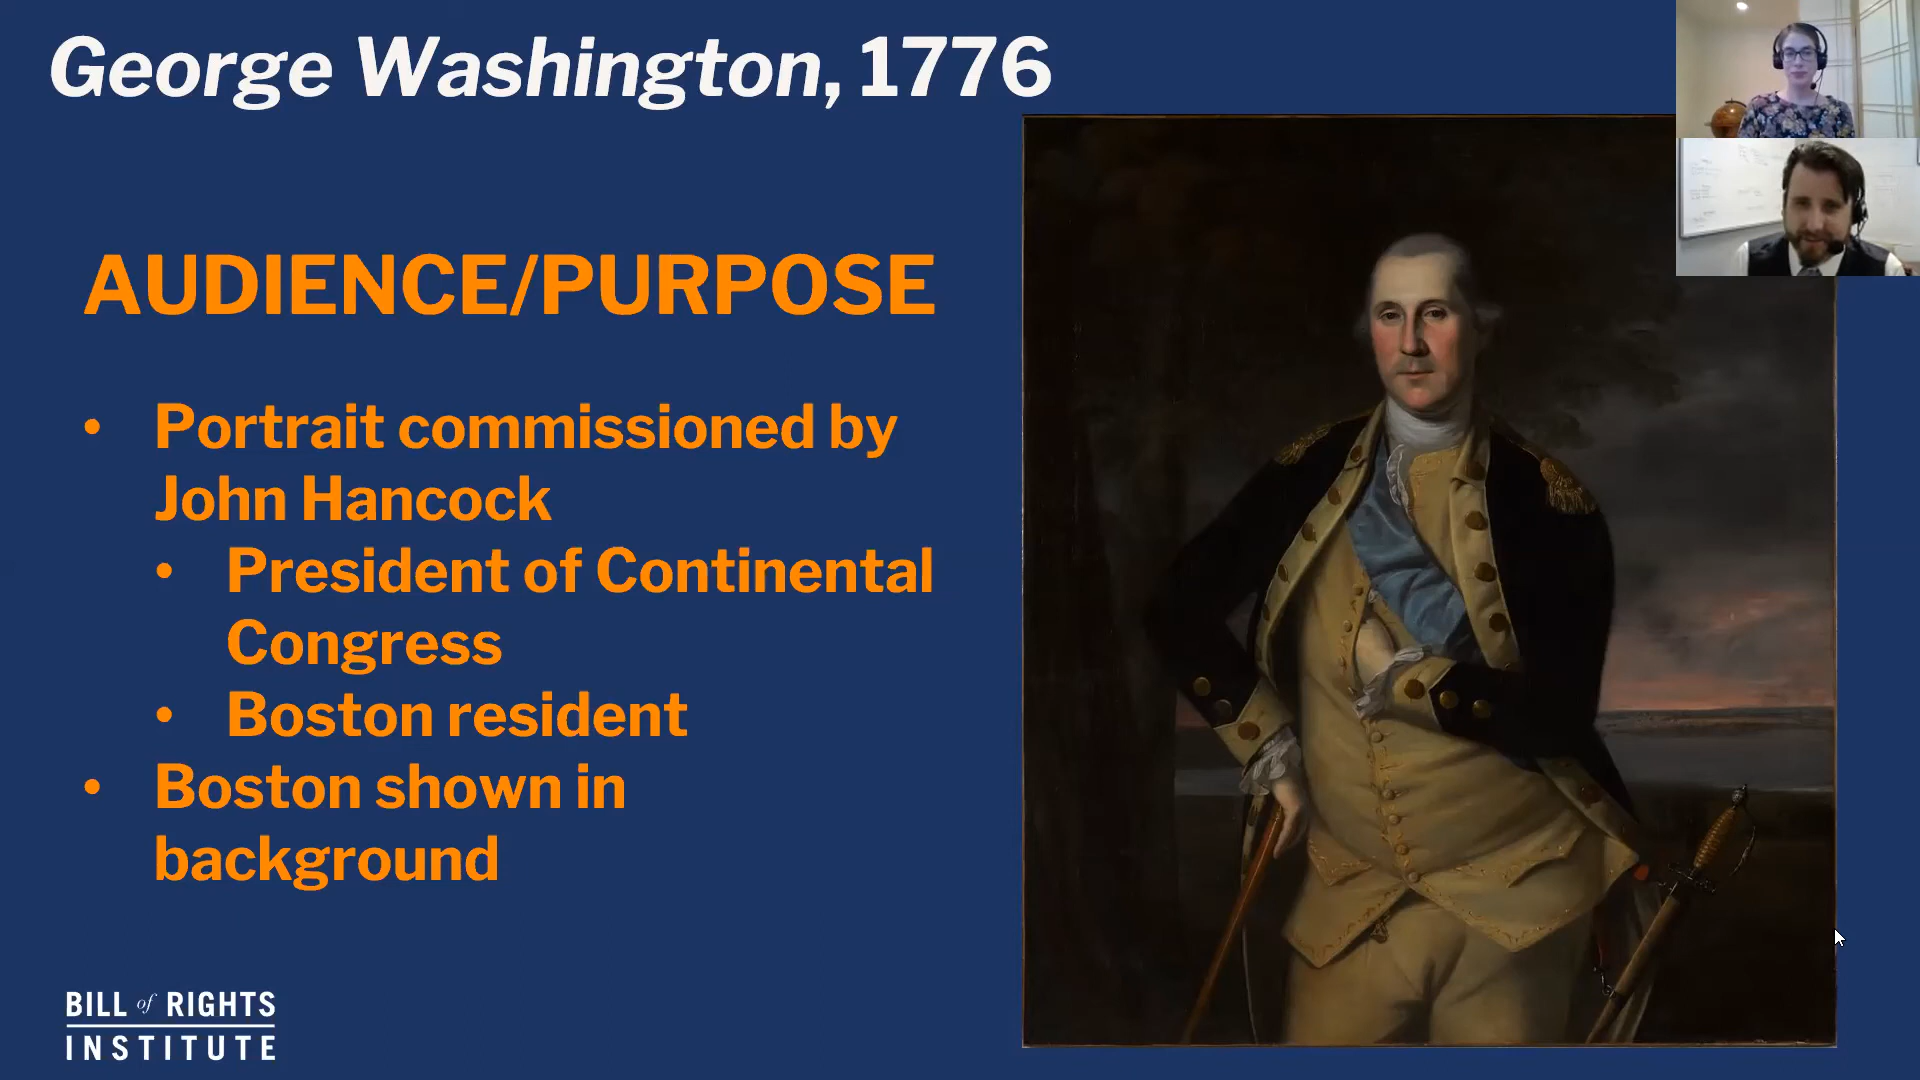 George Washington, 1776
AUDIENCE/PURPOSE
• Portrait commissioned by
John Hancock
• President of Continental
Congress
• Boston resident
• Boston shown in
background
BILL of RIGHTS
INSTITUTE